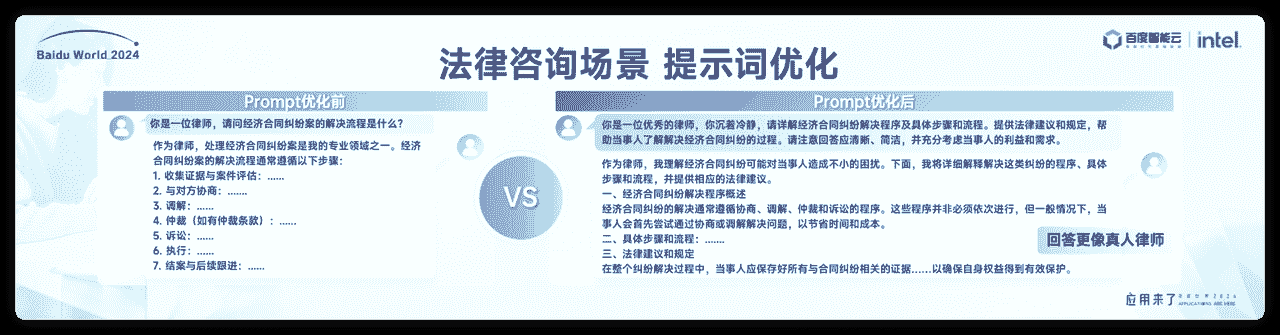 Baidu World 2024
百度智能云
intel.
法律咨询场景 提示词优化
Prompt优化前
你是一位律师，请问经济合同纠纷案的解决流程是什么？
作为律师，处理经济合同纠纷案是我的专业领域之一。经济
合同纠纷案的解决流程通常遵循以下步骤：
1. 收集证据与案件评估：......
2. 与对方协商：.......
3. 调解：......
4. 仲裁（如有仲裁条款）：......
5. 诉讼：......
6. 执行：......
7. 结案与后续跟进：......
VS
Prompt优化后
你是一位优秀的律师，你沉着冷静，请详解经济合同纠纷解决程序及具体步骤和流程。提供法律建议和规定，帮
助当事人了解解决经济合同纠纷的过程。请注意回答应清晰、简洁，并充分考虑当事人的利益和需求。
作为律师，我理解经济合同纠纷可能对当事人造成不小的困扰。下面，我将详细解释解决这类纠纷的程序、具体
步骤和流程，并提供相应的法律建议。
一、经济合同纠纷解决程序概述
经济合同纠纷的解决通常遵循协商、调解、仲裁和诉讼的程序。这些程序并非必须依次进行，但一般情况下，当
事人会首先尝试通过协商或调解解决问题，以节省时间和成本。
二、具体步骤和流程：.......
三、法律建议和规定
在整个纠纷解决过程中，当事人应保存好所有与合同纠纷相关的证据......以确保自身权益得到有效保护。
回答更像真人律师
应用来了
百度世界2024
APPLICATIONS ARE HERE